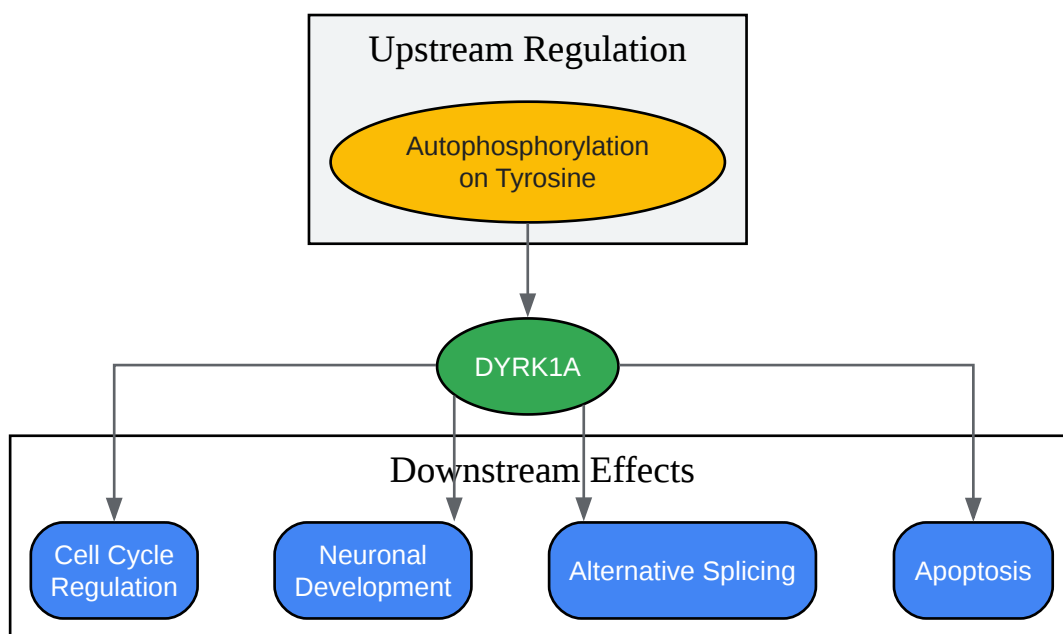 Upstream Regulation
Autophosphorylation
on Tyrosine
DYRK1A
Downstream Effects
Cell Cycle
Regulation
Neuronal
Development
Alternative Splicing
Apoptosis